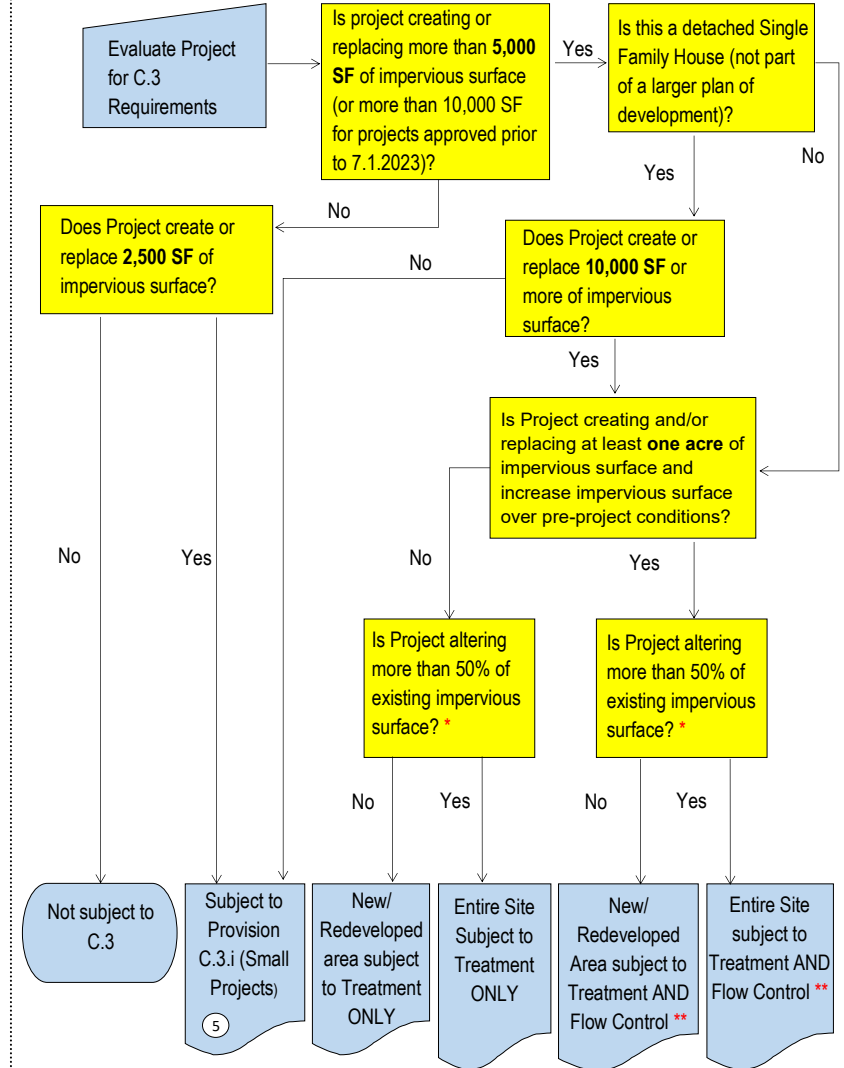 Evaluate Project
for C.3
Requirements
Is project creating or
replacing more than 5,000
SF of impervious surface
(or more than 10,000 SF
for projects approved prior
to 7.1.2023)?
Yes
Is this a detached Single
Family House (not part
of a larger plan of
development)?
No
Yes
No
Does Project create or
replace 2,500 SF of
impervious surface?
No
Does Project create or
replace 10,000 SF or
more of impervious
surface?
Yes
Is Project creating and/or
replacing at least one acre of
impervious surface and
increase impervious surface
over pre-project conditions?
No
Yes
No
Yes
Is Project altering
more than 50% of
existing impervious
surface? *
Is Project altering
more than 50% of
existing impervious
surface? *
No
Yes
No
Yes
Not subject to
C.3
Subject to
Provision
C.3.i (Small
Projects)
5
New/
Redeveloped
area subject
to Treatment
ONLY
Entire Site
Subject to
Treatment
ONLY
New/
Redeveloped
Area subject to
Treatment AND
Flow Control **
Entire Site
subject to
Treatment AND
Flow Control **